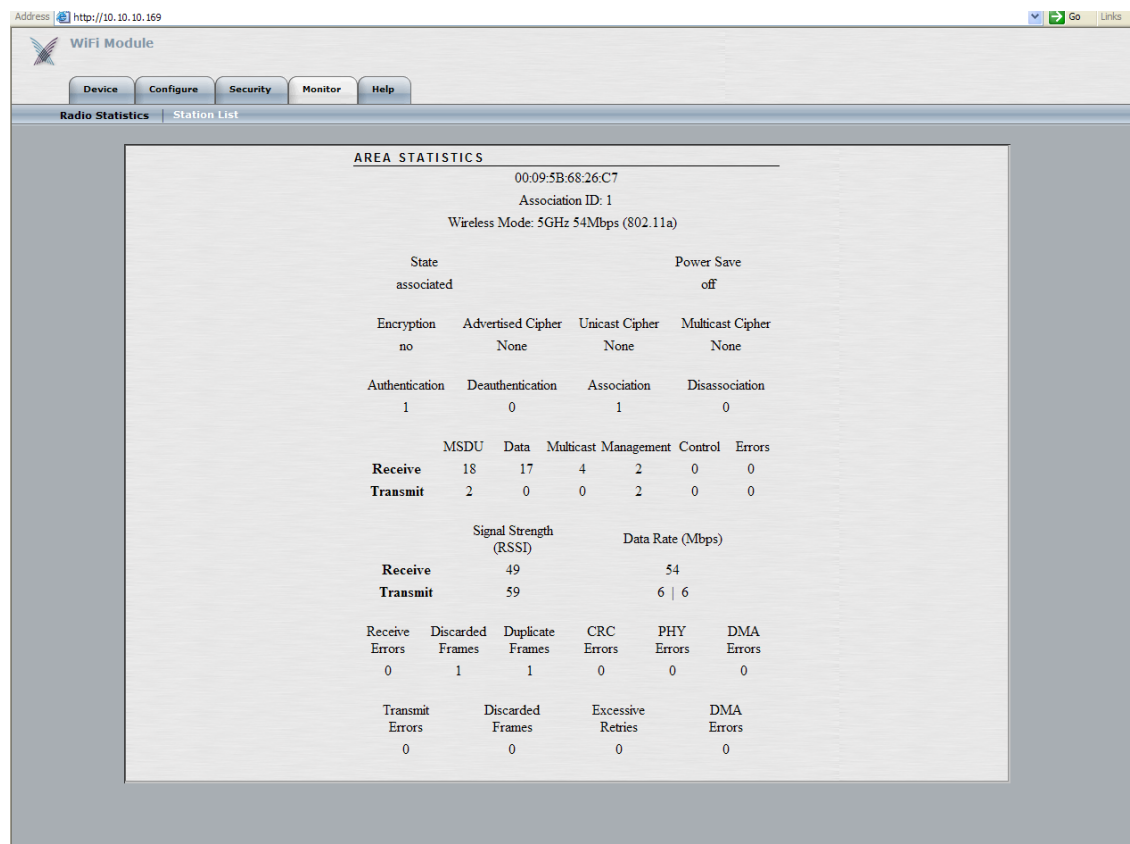 Address http://10.10.10.169 Go Links
WiFi Module
Device Configure Security Monitor Help
Radio Statistics Station List
AREA STATISTICS
00:09:5B:68:26:C7
Association ID: 1
Wireless Mode: 5GHz 54Mbps (802.11a)
State Power Save
associated off
Encryption Advertised Cipher Unicast Cipher Multicast Cipher
no None None None
Authentication Deauthentication Association Disassociation
1 0 1 0
MSDU Data Multicast Management Control Errors
Receive 18 17 4 2 0 0
Transmit 2 0 0 2 0 0
Signal Strength
(RSSI) Data Rate (Mbps)
Receive 49 54
Transmit 59 6 | 6
Receive Discarded Duplicate CRC PHY DMA
Errors Frames Frames Errors Errors Errors
0 1 1 0 0 0
Transmit Discarded Excessive DMA
Errors Frames Retries Errors
0 0 0 0